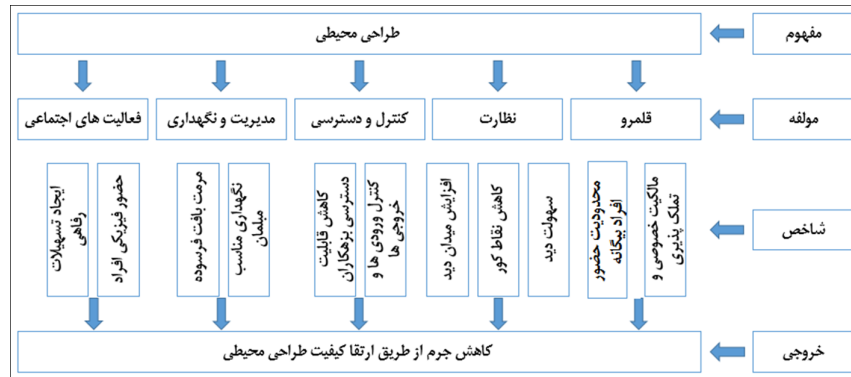 مفهوم
طراحی محیطی
مولفه
قلمرو
نظارت
کنترل و دسترسی
مدیریت و نگهداری
فعالیت های اجتماعی
شاخص
مالکیت خصوصی و
تملک پذیری
محدودیت حضور
افراد بیگانه
سهولت دید
کاهش نقاط کور
افزایش میدان دید
کنترل ورودی ها و
خروجی ها
کاهش قابلیت
دسترسی بزهکاران
نگهداری مناسب
مبلمان
مرمت بافت فرسوده
حضور فیزیکی افراد
ایجاد تسهیلات
رفاهی
خروجی
کاهش جرم از طریق ارتقا کیفیت طراحی محیطی